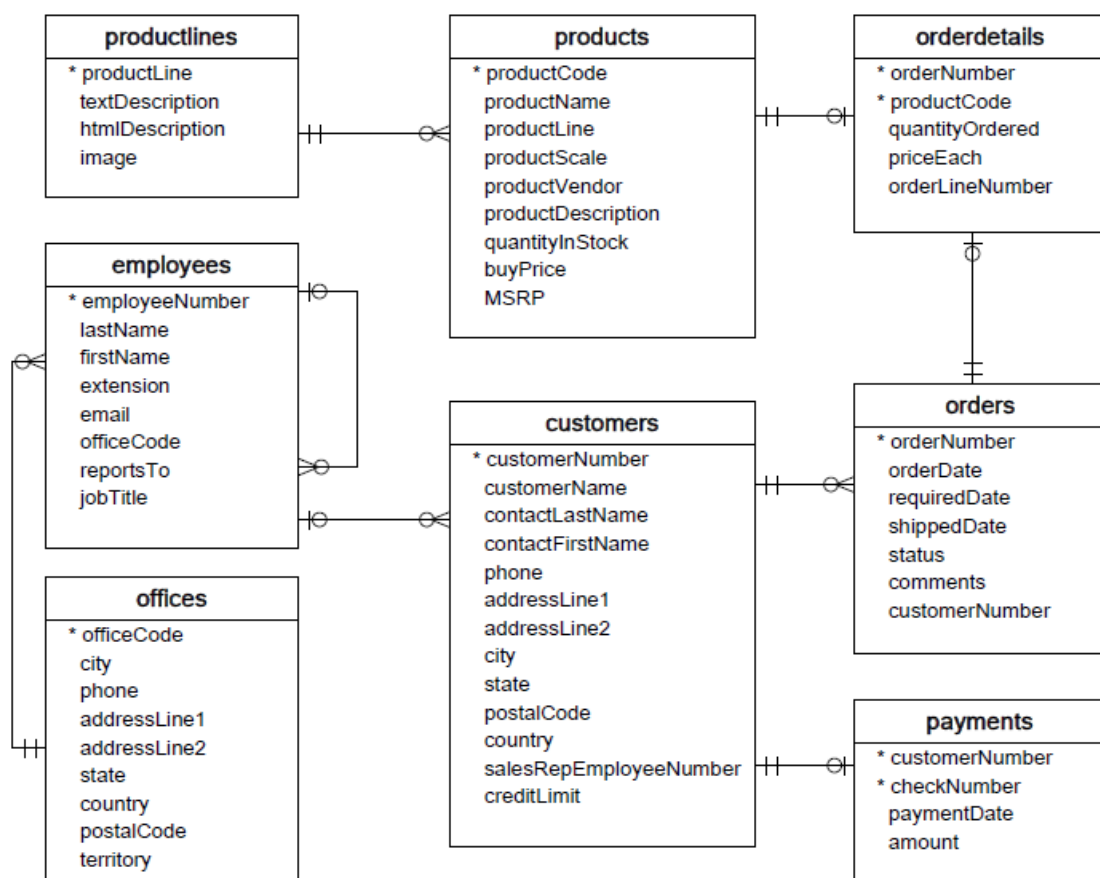 productlines
* productLine
textDescription
htmlDescription
image
products
* productCode
productName
productLine
productScale
productVendor
productDescription
quantityInStock
buyPrice
MSRP
orderdetails
* orderNumber
* productCode
quantityOrdered
priceEach
orderLineNumber
employees
* employeeNumber
lastName
firstName
extension
email
officeCode
reportsTo
jobTitle
customers
* customerNumber
customerName
contactLastName
contactFirstName
phone
addressLine1
addressLine2
city
state
postalCode
country
salesRepEmployeeNumber
creditLimit
orders
* orderNumber
orderDate
requiredDate
shippedDate
status
comments
customerNumber
offices
* officeCode
city
phone
addressLine1
addressLine2
state
country
postalCode
territory
payments
* customerNumber
* checkNumber
paymentDate
amount